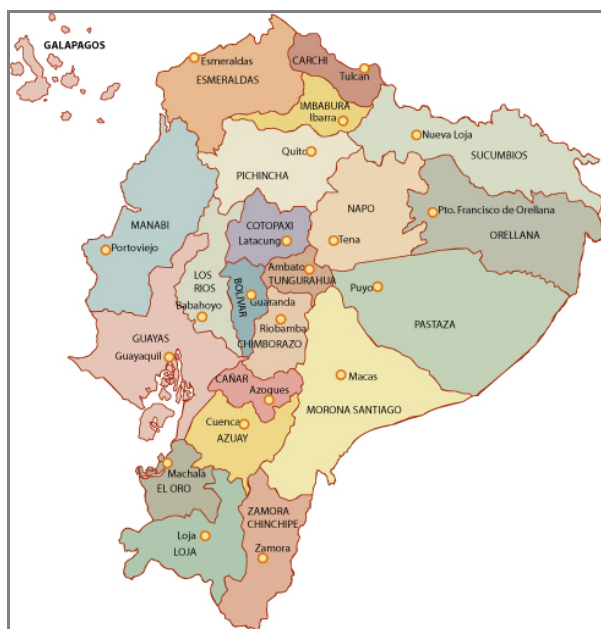 GALAPAGOS
Esmeraldas
ESMERALDAS
CARCHI
Tulcan
IMBABURA
Ibarra
Nueva Loja
SUCUMBIOS
Quito
PICHINCHA
NAPO
Pto. Francisco de Orellana
ORELLANA
MANABI
Portoviejo
COTOPAXI
Latacung
Tena
LOS
RIOS
Babahoyo
BOLIVAR
Guaranda
Ambato
TUNGURAHUA
Puyo
PASTAZA
Riobamba
CHIMBORAZO
GUAYAS
Guayaquil
CAÑAR
Azogues
Macas
MORONA SANTIAGO
Cuenca
AZUAY
Machala
EL ORO
ZAMORA
CHINCHIPE
Zamora
Loja
LOJA